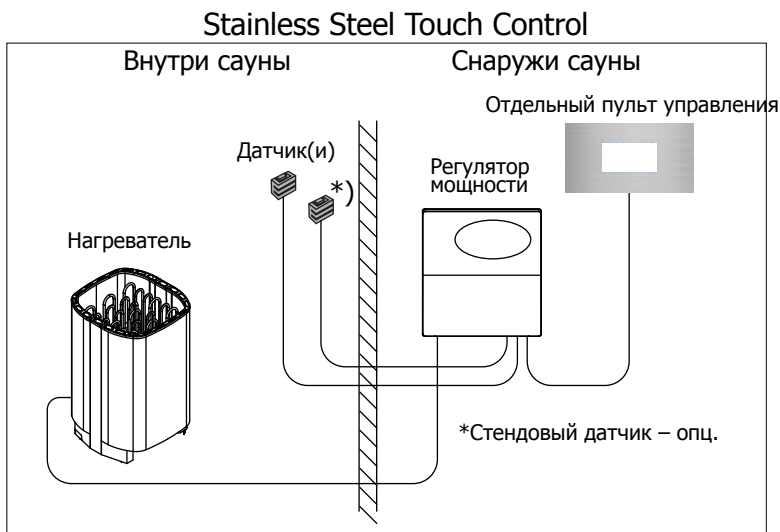 Stainless Steel Touch Control
Внутри сауны
Снаружи сауны
Отдельный пульт управления
Датчик(и)
*)
Регулятор
мощности
Нагреватель
*Стендовый датчик – опц.